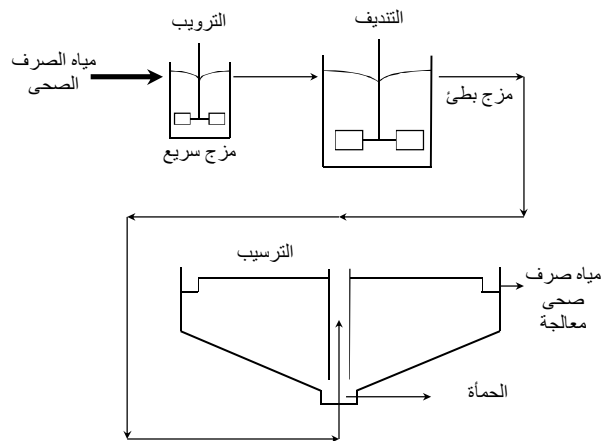 الترويب
التنديف
مياه الصرف
الصحى
مزج سريع
مزج بطئ
الترسيب
مياه صرف
صحى
معالجة
الحمأة